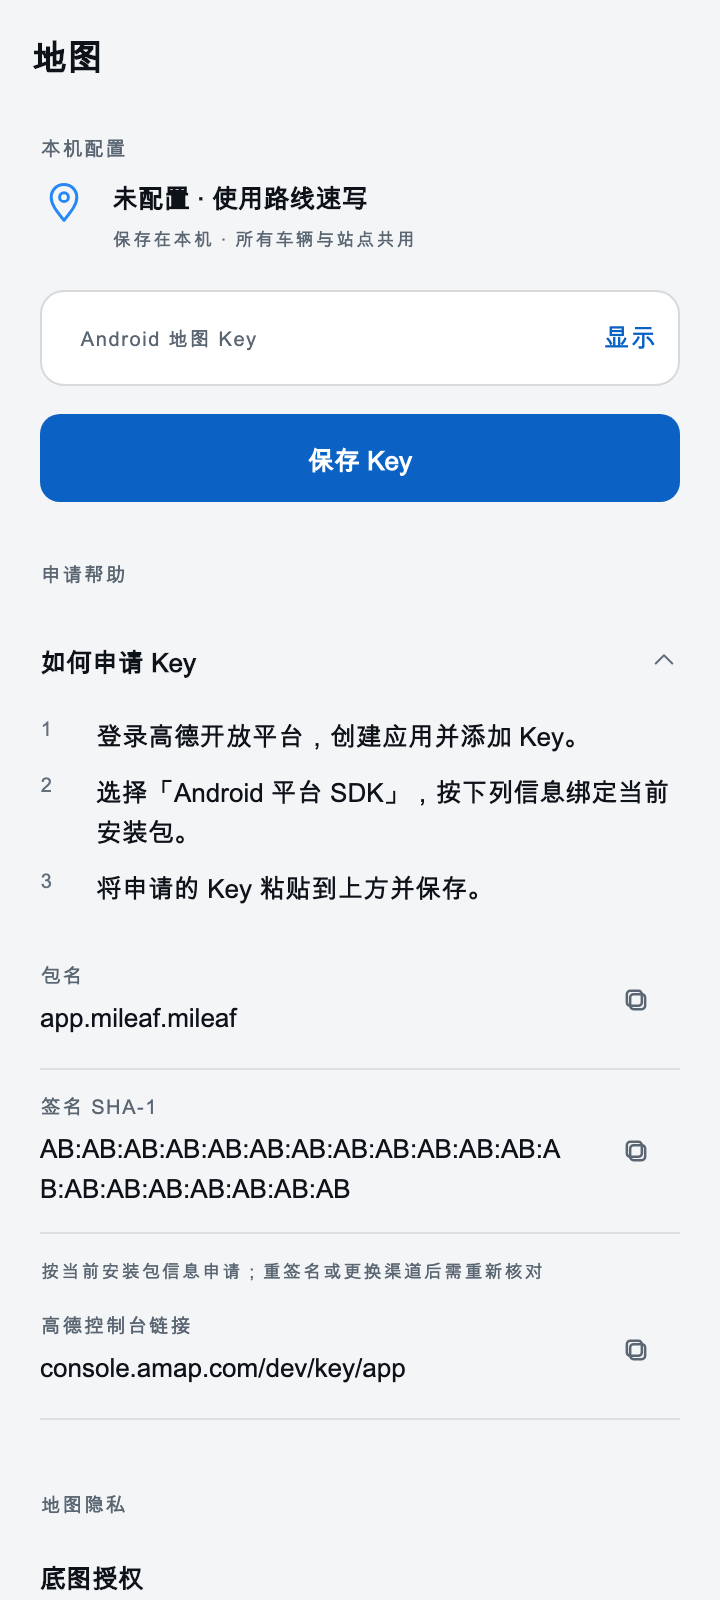 地图
本机配置
未配置 · 使用路线速写
保存在本机 · 所有车辆与站点共用
Android 地图 Key
显示
保存 Key
申请帮助
如何申请 Key
1 登录高德开放平台，创建应用并添加 Key。
2 选择「Android 平台 SDK」，按下列信息绑定当前
安装包。
3 将申请的 Key 粘贴到上方并保存。
包名
app.mileaf.mileaf
签名 SHA-1
AB:AB:AB:AB:AB:AB:AB:AB:AB:AB:AB:AB:A
B:AB:AB:AB:AB:AB:AB:AB
按当前安装包信息申请；重签名或更换渠道后需重新核对
高德控制台链接
console.amap.com/dev/key/app
地图隐私
底图授权